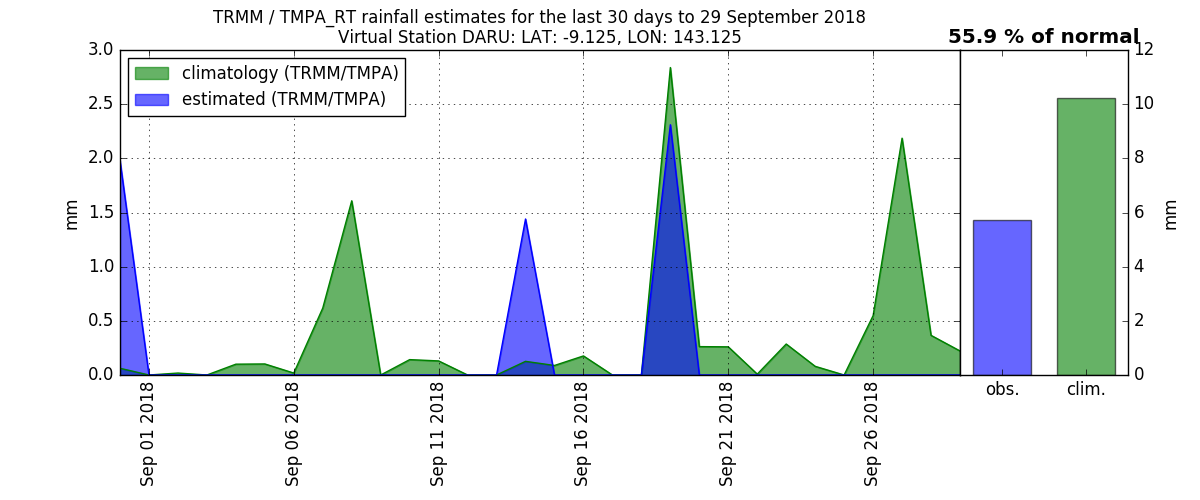 TRMM / TMPA_RT rainfall estimates for the last 30 days to 29 September 2018
Virtual Station DARU: LAT: -9.125, LON: 143.125
55.9 % of normal
climatology (TRMM/TMPA)
estimated (TRMM/TMPA)
mm
3.0
2.5
2.0
1.5
1.0
0.5
0.0
Sep 01 2018
Sep 06 2018
Sep 11 2018
Sep 16 2018
Sep 21 2018
Sep 26 2018
12
10
8
6
4
2
0
mm
obs.
clim.